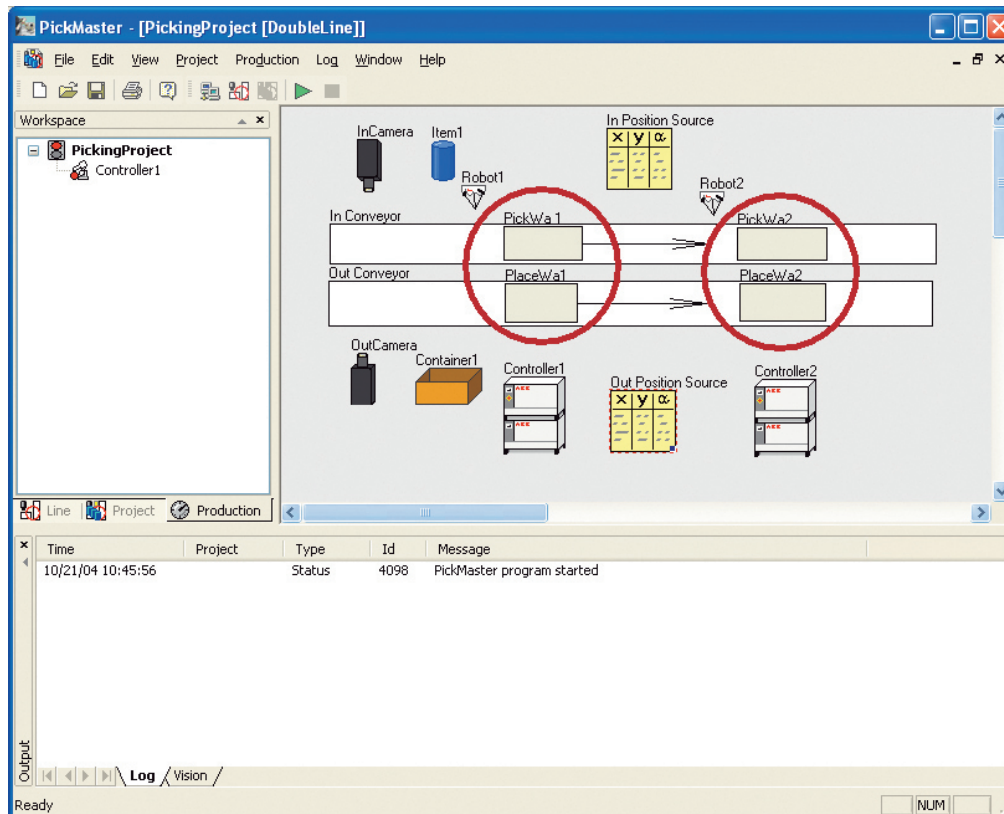 PickMaster - [PickingProject [DoubleLine]]
File Edit View Project Production Log Window Help
Workspace
PickingProject
Controller1
InCamera
Item1
In Position Source
x y α
Robot1
Robot2
In Conveyor
PickWa 1
PickWa2
Out Conveyor
PlaceWa1
PlaceWa2
OutCamera
Container1
Controller1
Out Position Source
Controller2
x y α
Line Project Production
Time Project Type Id Message
10/21/04 10:45:56 Status 4098 PickMaster program started
Output
Log Vision
Ready
NUM